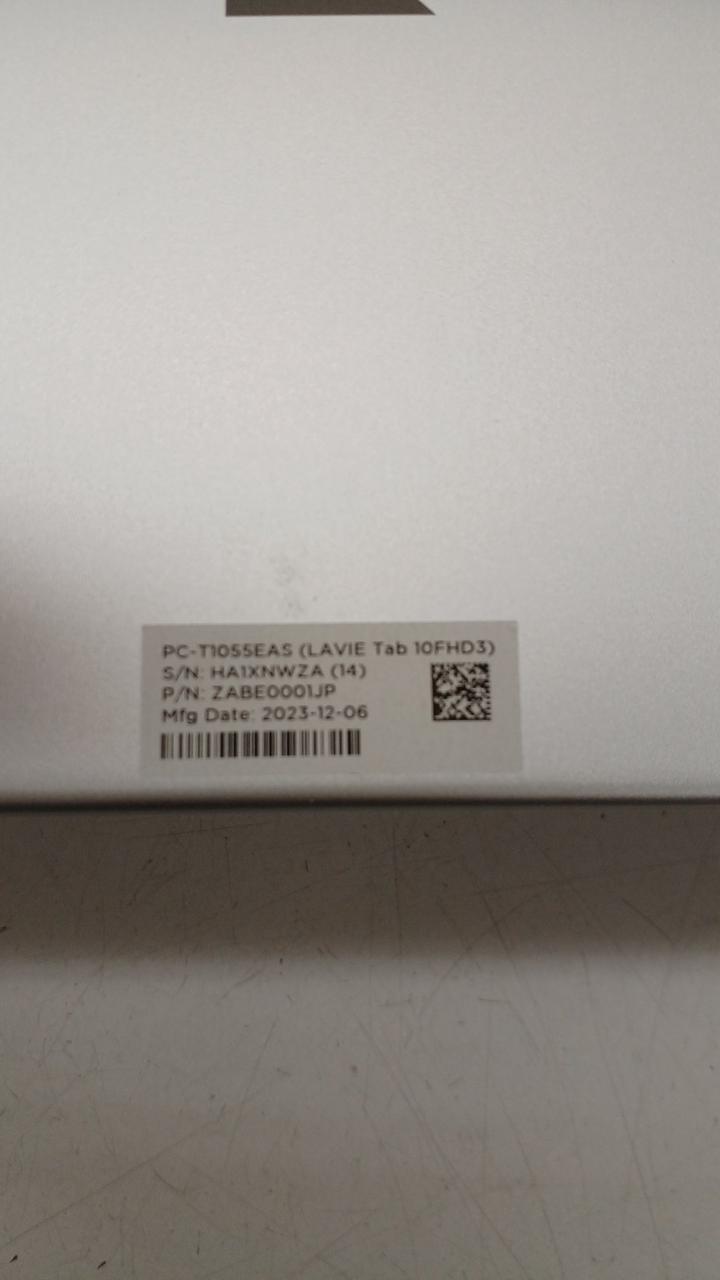 PC-T1055EAS (LAVIE Tab 10FHD3)
S/N: HA1XNWZA (14)
P/N: ZABE0001JP
Mfg Date: 2023-12-06